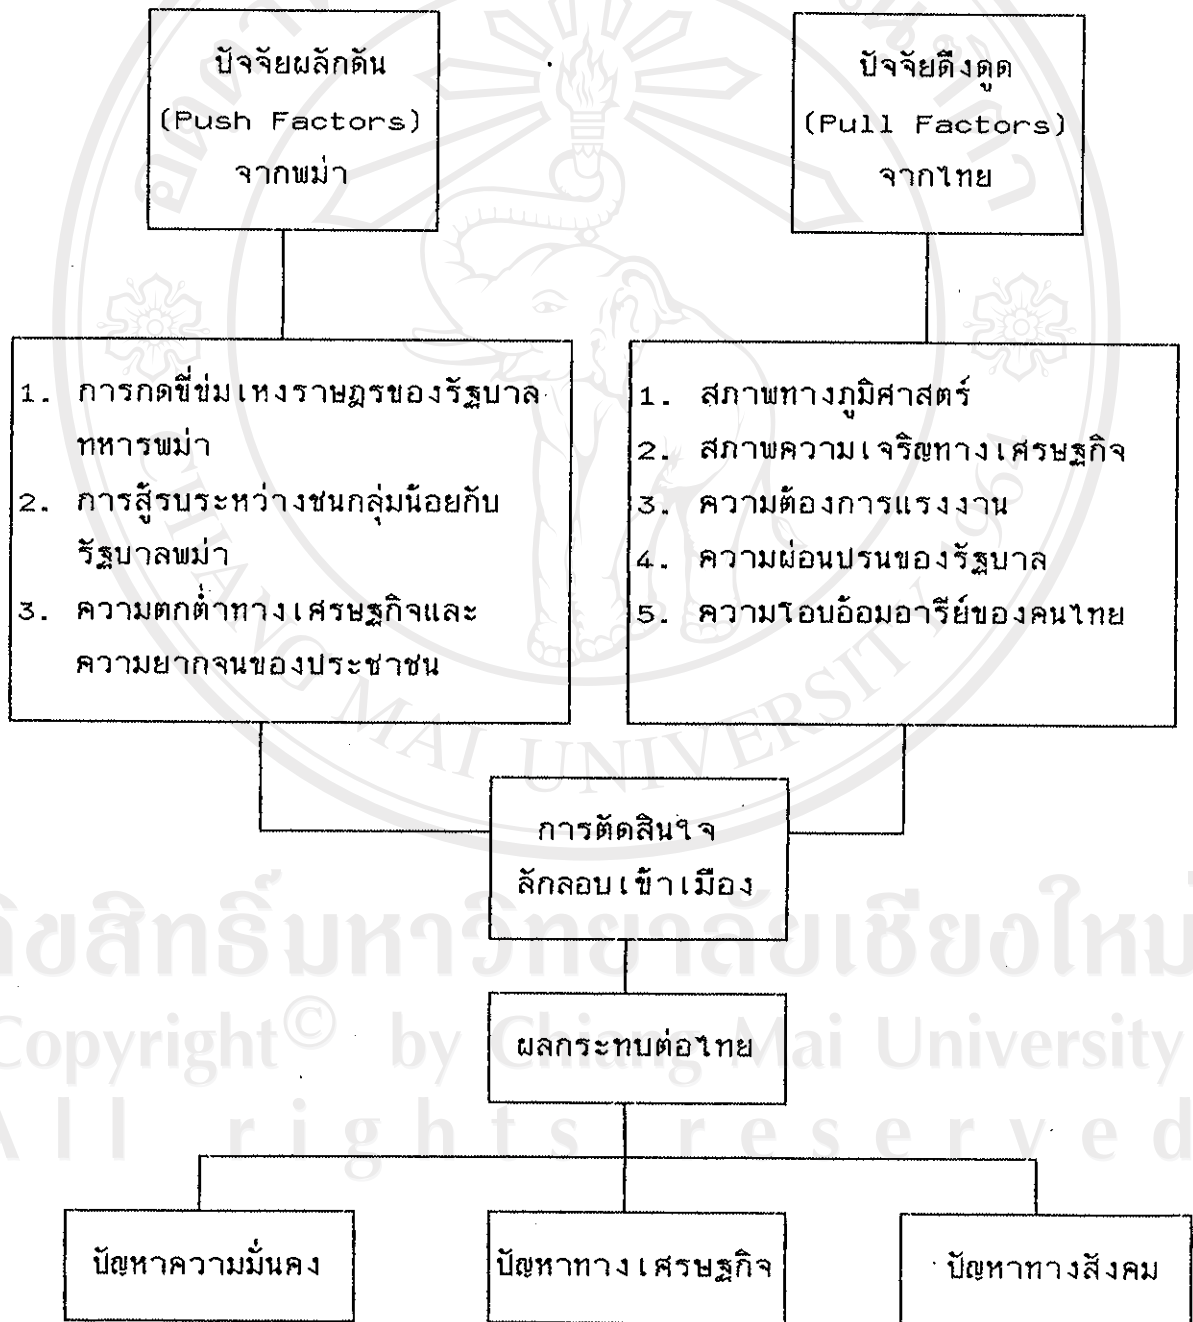 ปัจจัยผลักดัน
(Push Factors)
จากพม่า
ปัจจัยดึงดูด
(Pull Factors)
จากไทย
1. การกดขี่ข่มเหงราษฎรของรัฐบาล
ทหารพม่า
2. การสู้รบระหว่างชนกลุ่มน้อยกับ
รัฐบาลพม่า
3. ความตกต่ำทางเศรษฐกิจและ
ความยากจนของประชาชน
1. สภาพทางภูมิศาสตร์
2. สภาพความเจริญทางเศรษฐกิจ
3. ความต้องการแรงงาน
4. ความผ่อนปรนของรัฐบาล
5. ความโอบอ้อมอารีย์ของคนไทย
การตัดสินใจ
ลักลอบเข้าเมือง
ผลกระทบต่อไทย
ปัญหาความมั่นคง
ปัญหาทางเศรษฐกิจ
ปัญหาทางสังคม
CHIANG MAI UNIVERSITY 1964
มหาวิทยาลัยเชียงใหม่
Copyright© by Chiang Mai University
All rights reserved